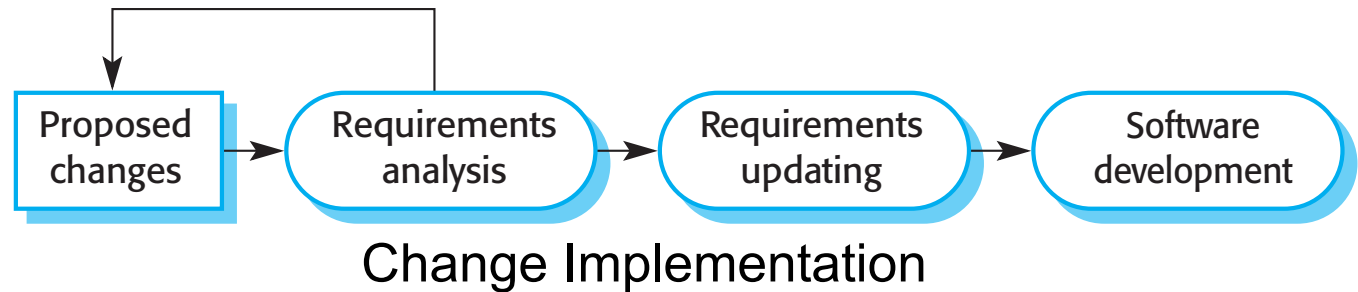 Proposed
changes
Requirements
analysis
Requirements
updating
Software
development
Change Implementation